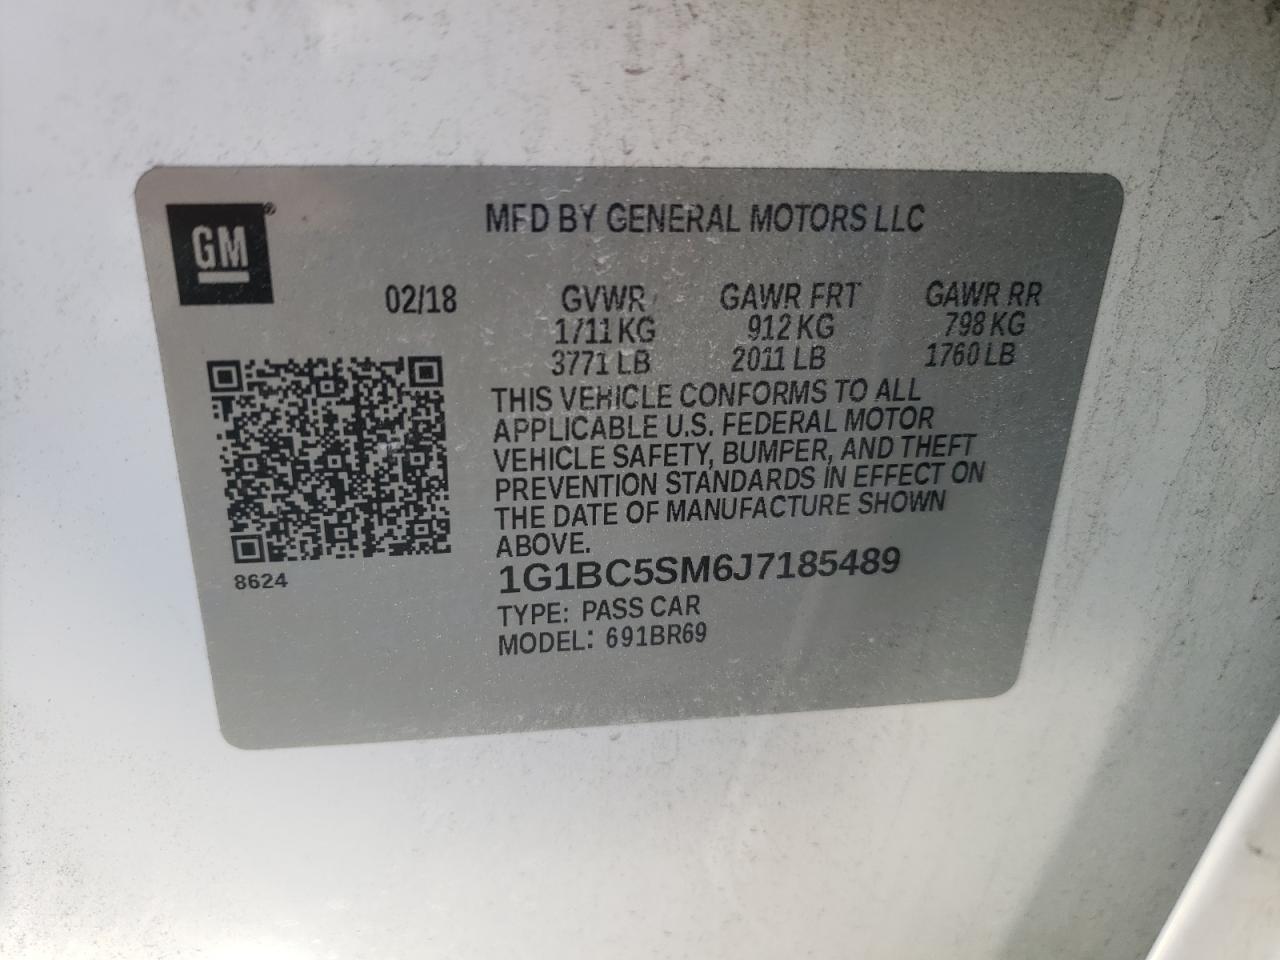 GM®
MFD BY GENERAL MOTORS LLC
02/18 GVWR GAWR FRT GAWR RR
1711 KG 912 KG 798 KG
3771 LB 2011 LB 1760 LB
THIS VEHICLE CONFORMS TO ALL
APPLICABLE U.S. FEDERAL MOTOR
VEHICLE SAFETY, BUMPER, AND THEFT
PREVENTION STANDARDS IN EFFECT ON
THE DATE OF MANUFACTURE SHOWN
ABOVE.
8624
1G1BC5SM6J7185489
TYPE: PASS CAR
MODEL: 691BR69